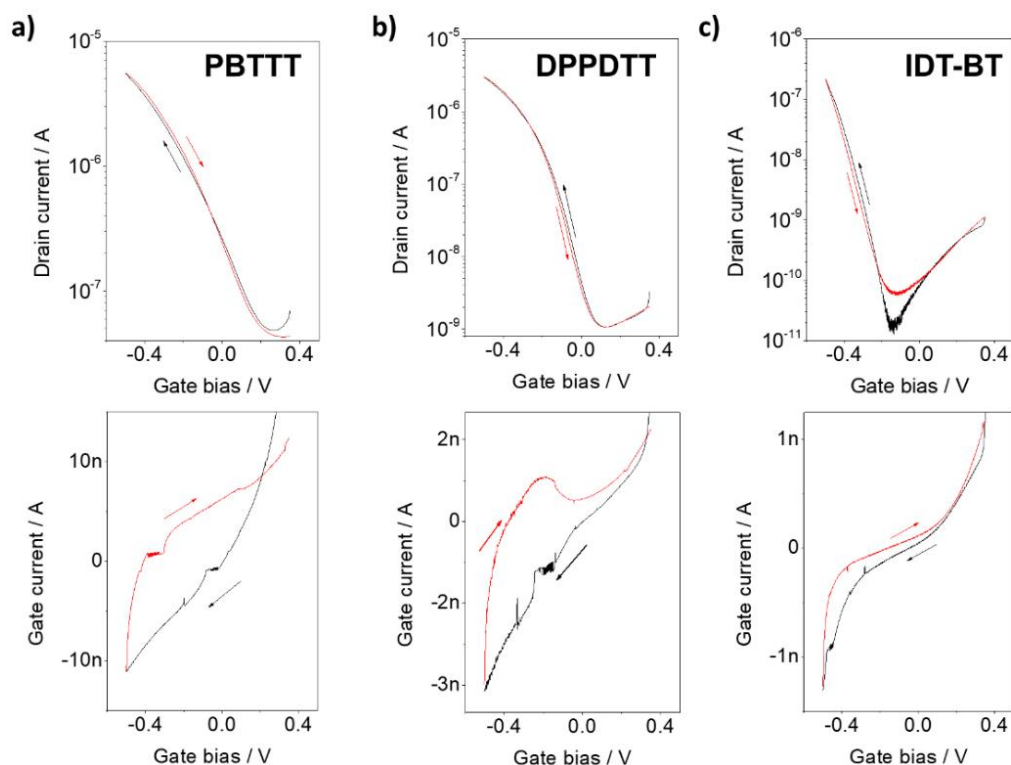 a)
PBTTT
Drain current / A
10⁻⁵
10⁻⁶
10⁻⁷
-0.4 0.0 0.4
Gate bias / V
b)
DPPDTT
Drain current / A
10⁻⁵
10⁻⁶
10⁻⁷
10⁻⁸
10⁻⁹
-0.4 0.0 0.4
Gate bias / V
c)
IDT-BT
Drain current / A
10⁻⁶
10⁻⁷
10⁻⁸
10⁻⁹
10⁻¹⁰
10⁻¹¹
-0.4 0.0 0.4
Gate bias / V
Gate current / A
10n
0
-10n
-0.4 0.0 0.4
Gate bias / V
Gate current / A
2n
0
-2n
-3n
-0.4 0.0 0.4
Gate bias / V
Gate current / A
1n
0
-1n
-0.4 0.0 0.4
Gate bias / V